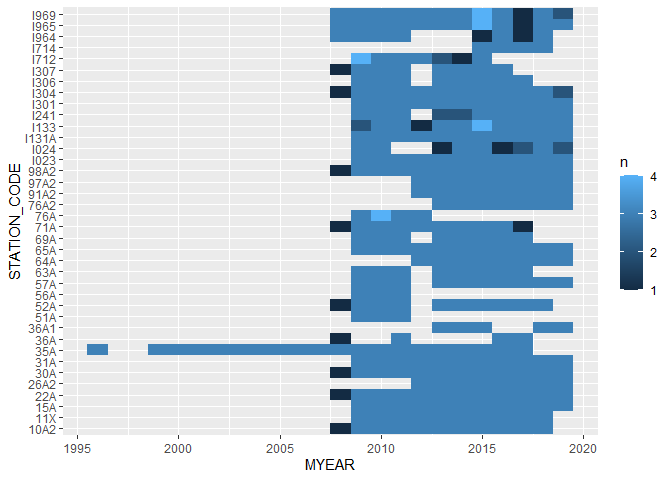 I969
I965
I964
I714
I712
I307
I306
I304
I301
I241
I133
I131A
I024
I023
98A2
97A2
91A2
76A2
76A
71A
69A
65A
64A
63A
57A
56A
52A
51A
36A1
36A
35A
31A
30A
26A2
22A
15A
11X
10A2
STATION_CODE
1995 2000 2005 2010 2015 2020
MYEAR
n
4
3
2
1